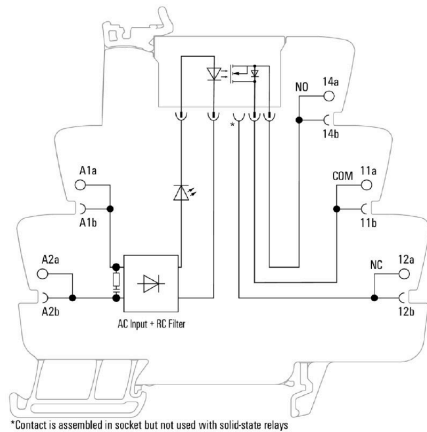 14a
NO
*
14b
A1a
COM
11a
A1b
11b
A2a
NC
12a
A2b
12b
AC Input + RC Filter
*Contact is assembled in socket but not used with solid-state relays